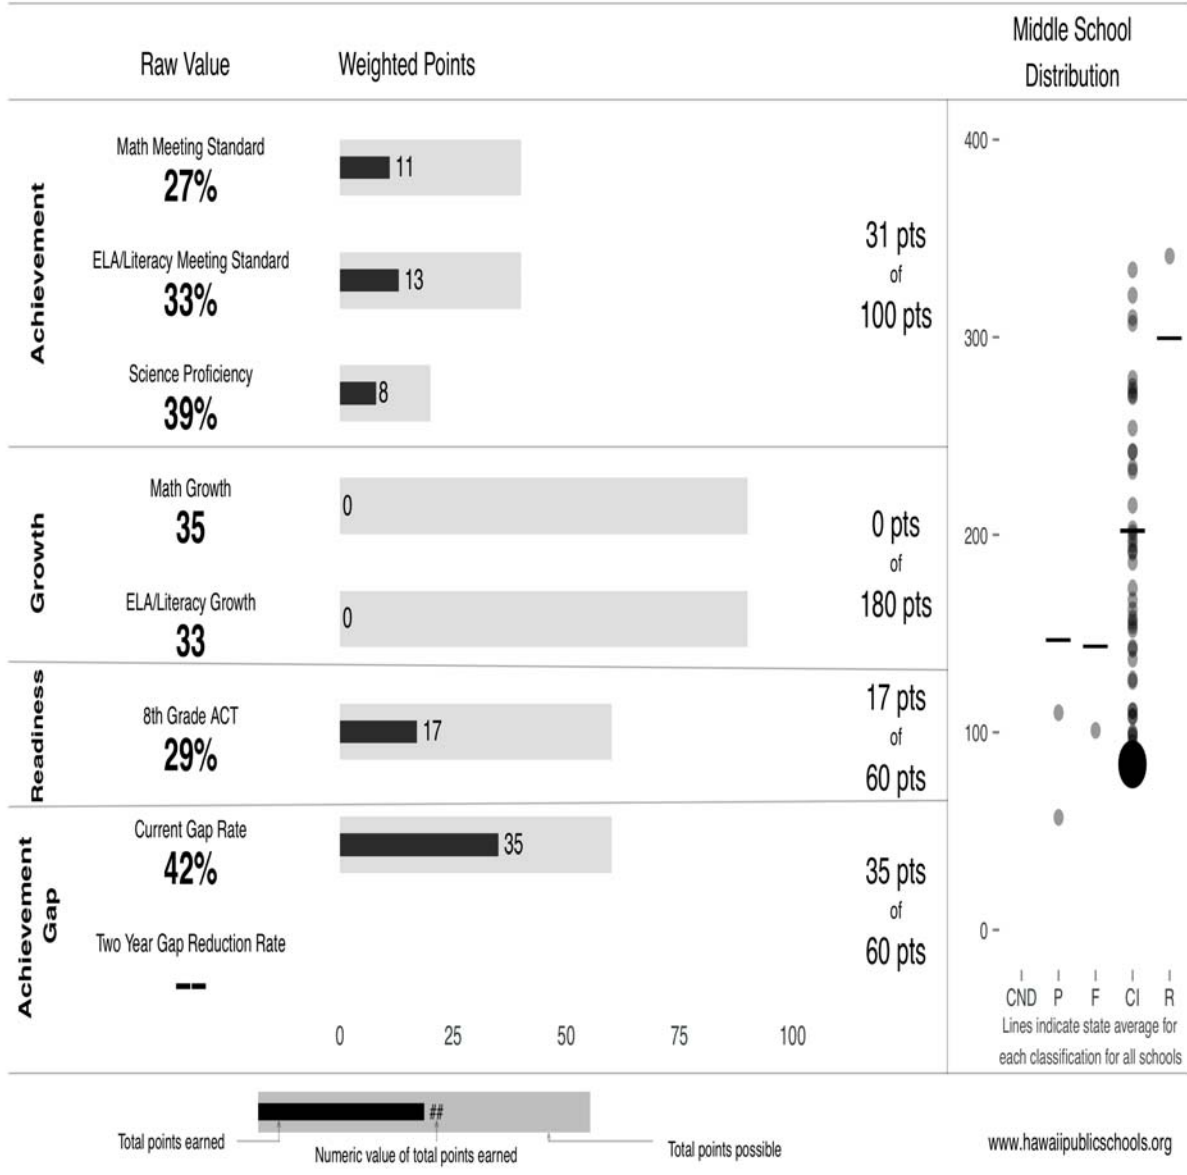 Raw Value
Weighted Points
Middle School
Distribution
Achievement
Math Meeting Standard
27%
11
ELA/Literacy Meeting Standard
33%
13
Science Proficiency
39%
8
31 pts
of
100 pts
Growth
Math Growth
35
0
ELA/Literacy Growth
33
0
0 pts
of
180 pts
Readiness
8th Grade ACT
29%
17
17 pts
of
60 pts
Achievement
Gap
Current Gap Rate
42%
35
Two Year Gap Reduction Rate
--
35 pts
of
60 pts
0 25 50 75 100
400
300
200
100
0
CND P F CI R
Lines indicate state average for
each classification for all schools
##
Total points earned
Numeric value of total points earned
Total points possible
www.hawaiipublicschools.org